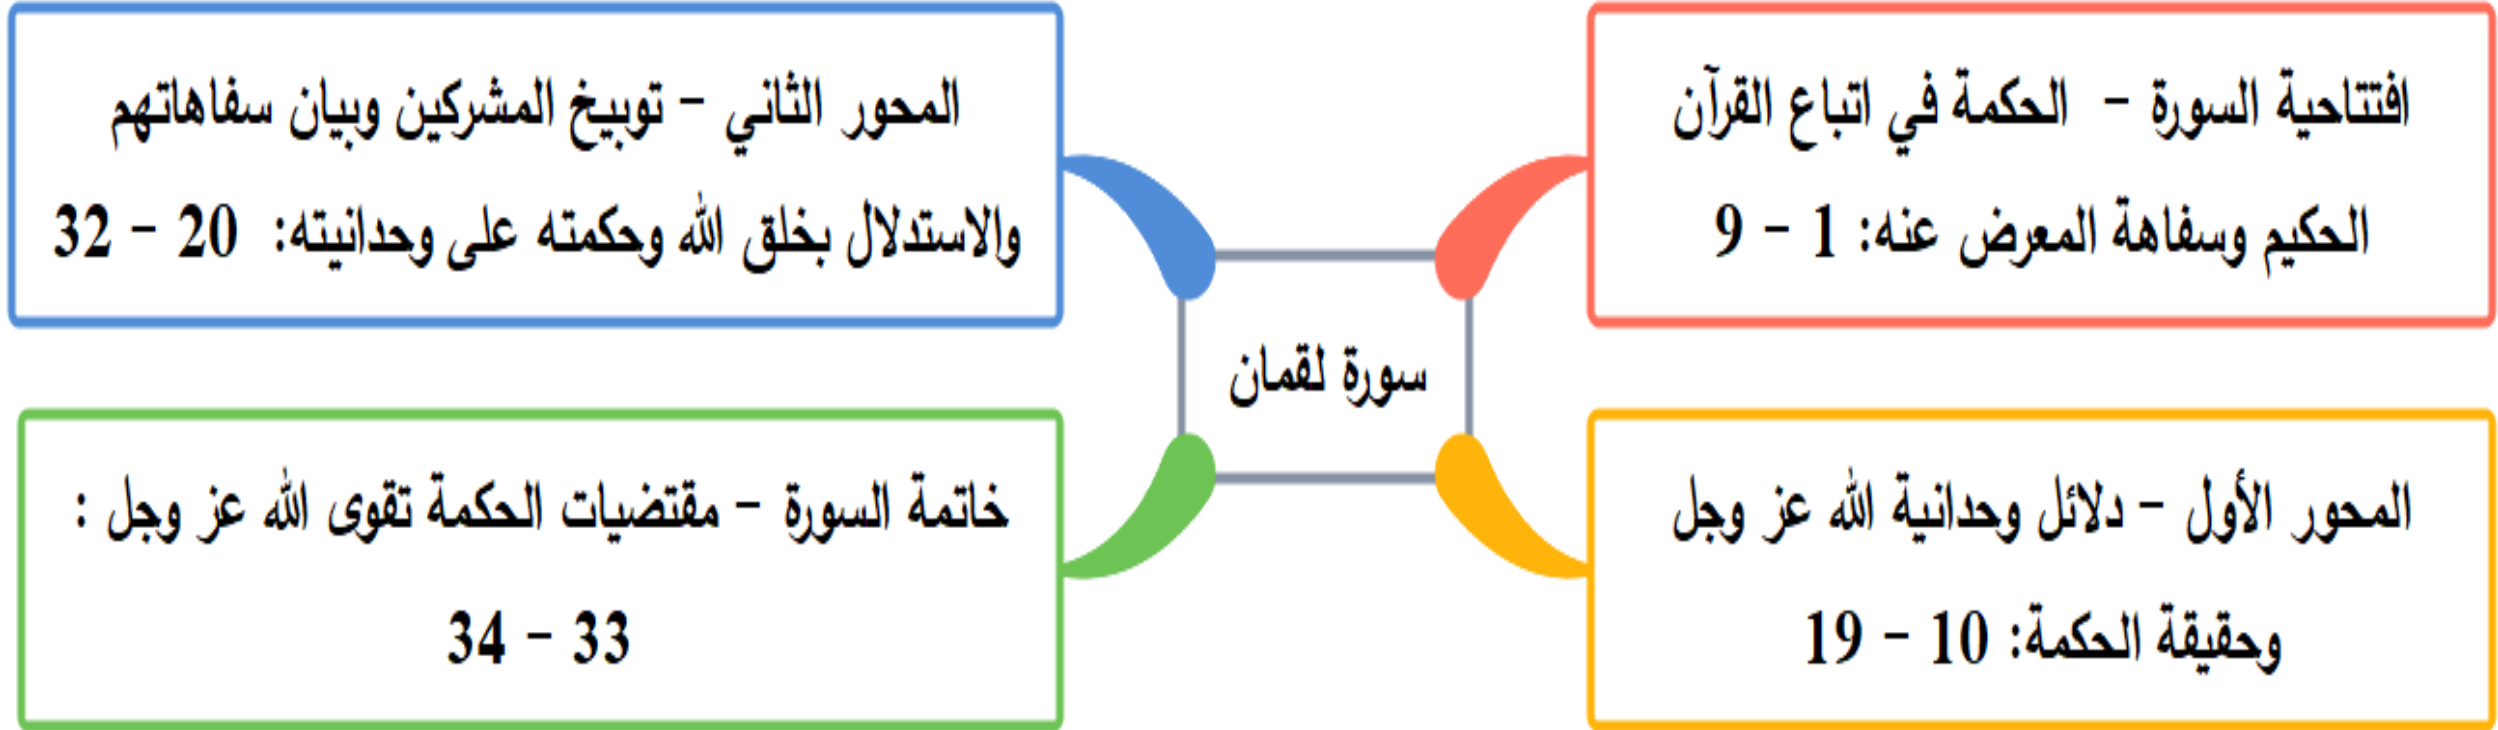 افتتاحية السورة - الحكمة في اتباع القرآن
الحكيم وسفاهة المعرض عنه: 1 - 9
المحور الأول - دلائل وحدانية الله عز وجل
وحقيقة الحكمة: 10 - 19
سورة لقمان
المحور الثاني - توبيخ المشركين وبيان سفاهاتهم
والاستدلال بخلق الله وحكمته على وحدانيته: 20 - 32
خاتمة السورة - مقتضيات الحكمة تقوى الله عز وجل :
33 - 34